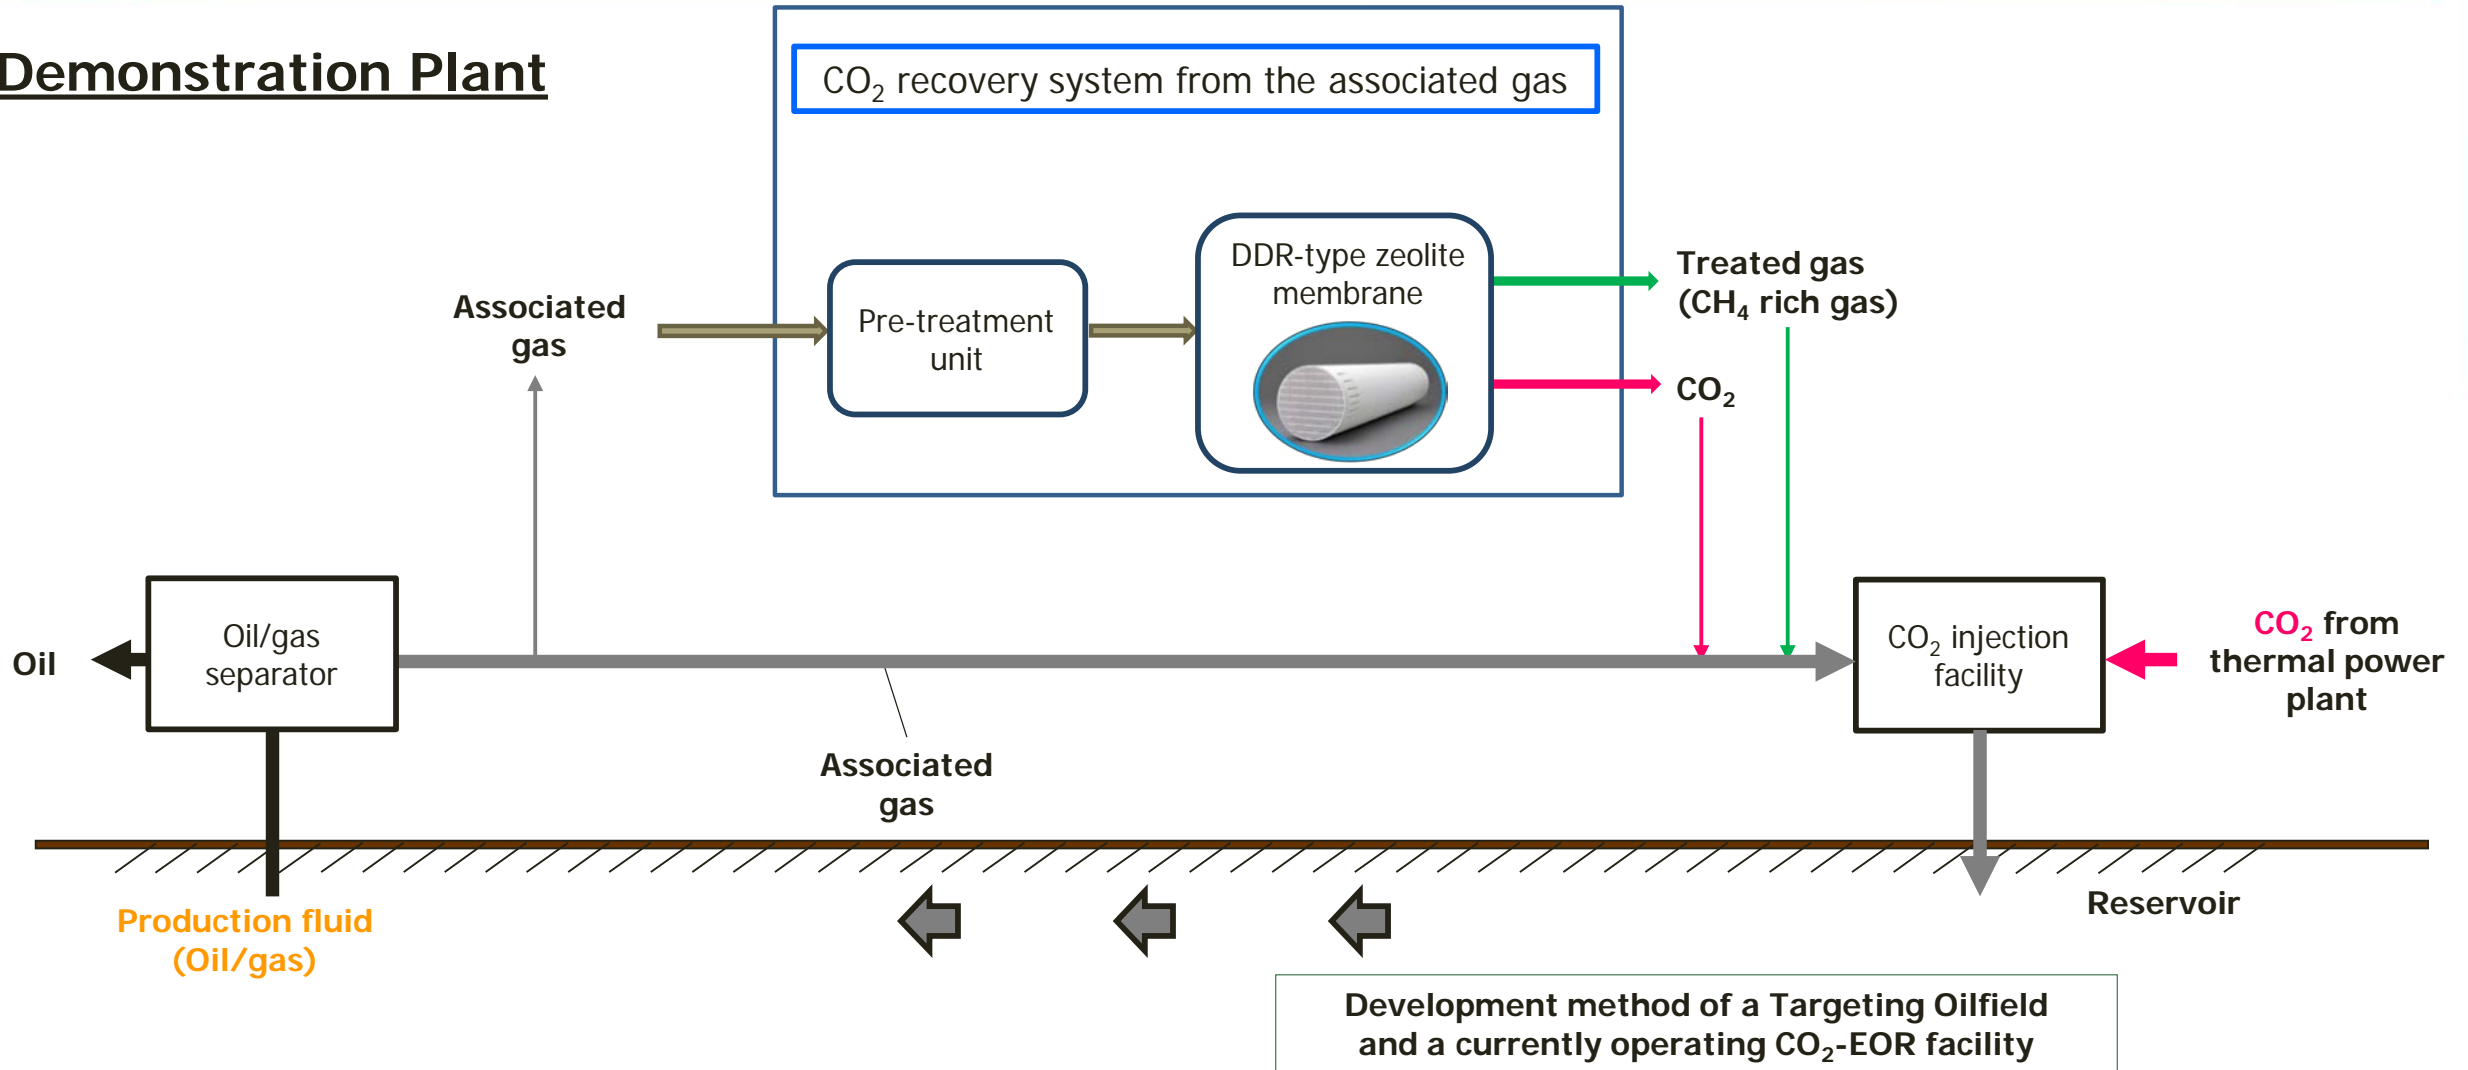 Demonstration Plant
CO₂ recovery system from the associated gas
DDR-type zeolite
membrane
Pre-treatment
unit
Associated
gas
Treated gas
(CH₄ rich gas)
CO₂
Oil
Oil/gas
separator
CO₂ injection
facility
CO₂ from
thermal power
plant
Associated
gas
Production fluid
(Oil/gas)
Reservoir
Development method of a Targeting Oilfield
and a currently operating CO₂-EOR facility